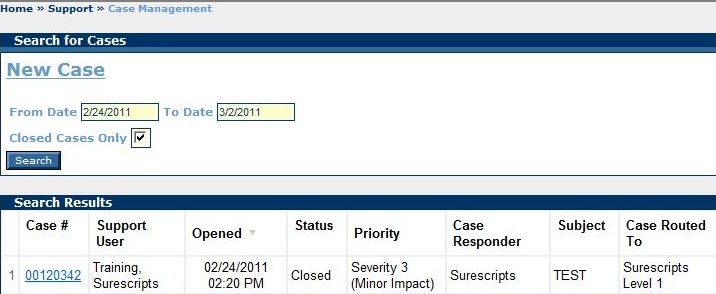 Home » Support » Case Management
Search for Cases
New Case
From Date 2/24/2011 To Date 3/2/2011
Closed Cases Only
Search
Search Results
Case # Support User Opened Status Priority Case Responder Subject Case Routed To
1 00120342 Training, Surescripts 02/24/2011 02:20 PM Closed Severity 3 (Minor Impact) Surescripts TEST Surescripts Level 1